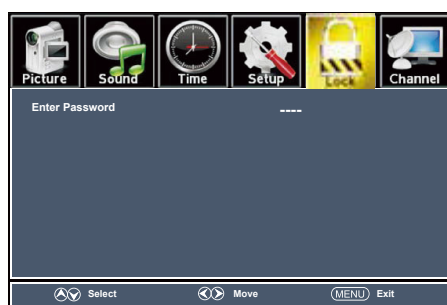 Picture Sound Time Setup Lock Channel
Enter Password ----
Select Move MENU Exit